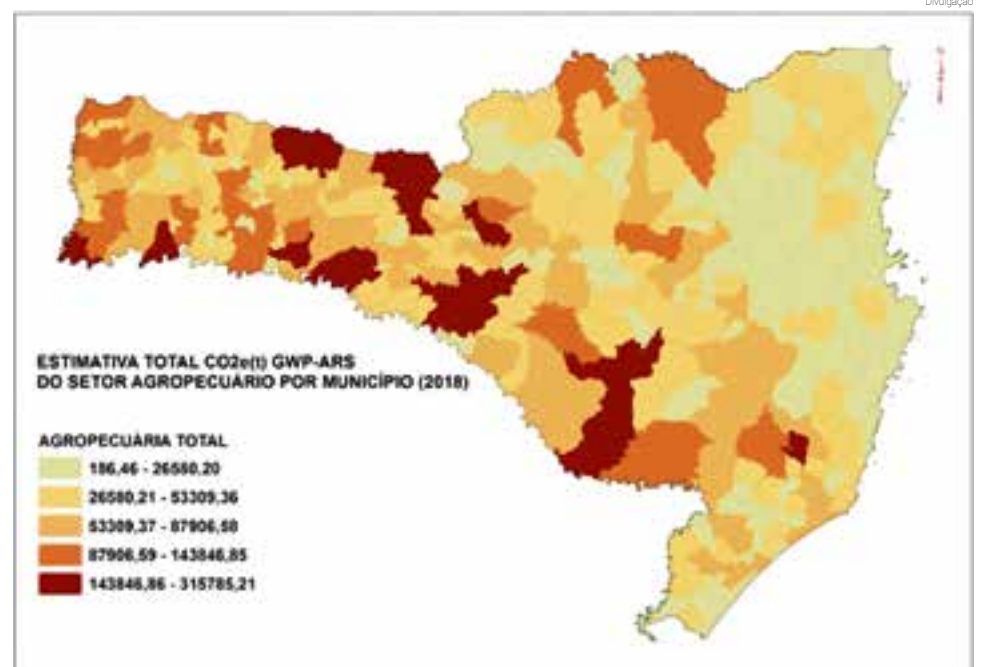 Divulgação
ESTIMATIVA TOTAL CO2e(t) GWP-ARS
DO SETOR AGROPECUÁRIO POR MUNICÍPIO (2018)
AGROPECUÁRIA TOTAL
186,46 - 26580,20
26580,21 - 53309,36
53309,37 - 87906,58
87906,59 - 143846,85
143846,86 - 315785,21